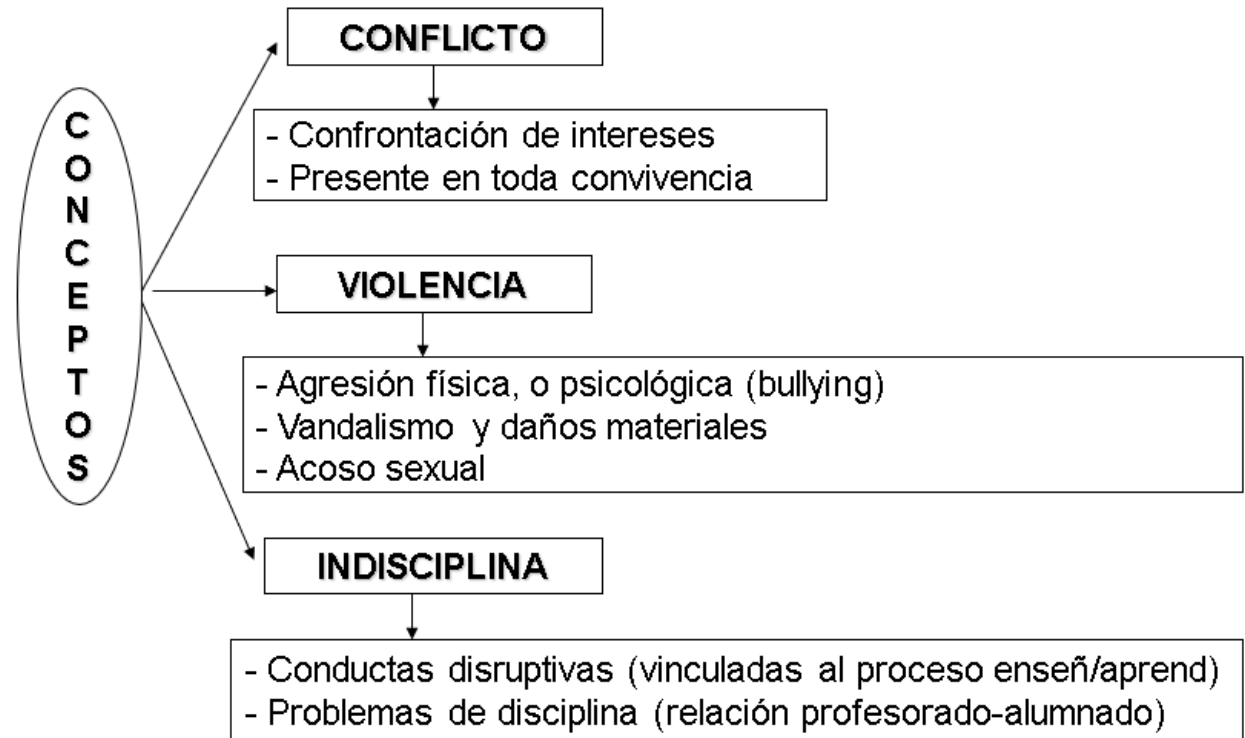 CONCEPTOS
CONFLICTO
- Confrontación de intereses
- Presente en toda convivencia
VIOLENCIA
- Agresión física, o psicológica (bullying)
- Vandalismo y daños materiales
- Acoso sexual
INDISCIPLINA
- Conductas disruptivas (vinculadas al proceso enseñ/aprend)
- Problemas de disciplina (relación profesorado-alumnado)